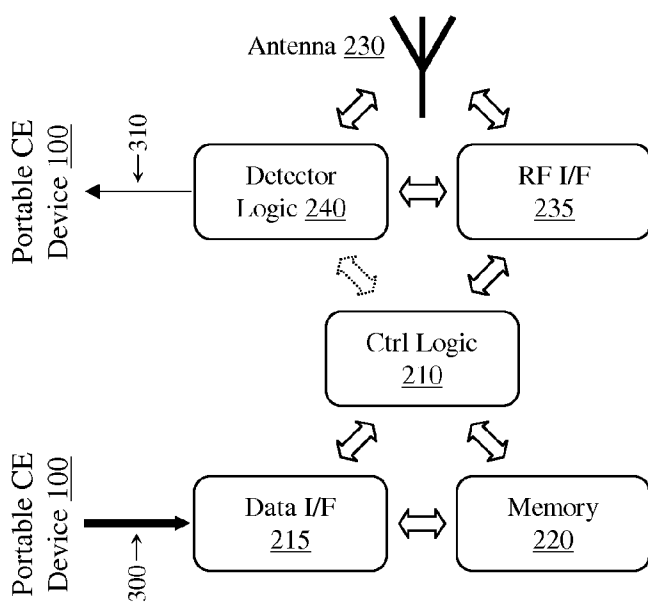 Antenna 230
Portable CE
Device 100
310
Detector
Logic 240
RF I/F
235
Ctrl Logic
210
Portable CE
Device 100
300
Data I/F
215
Memory
220